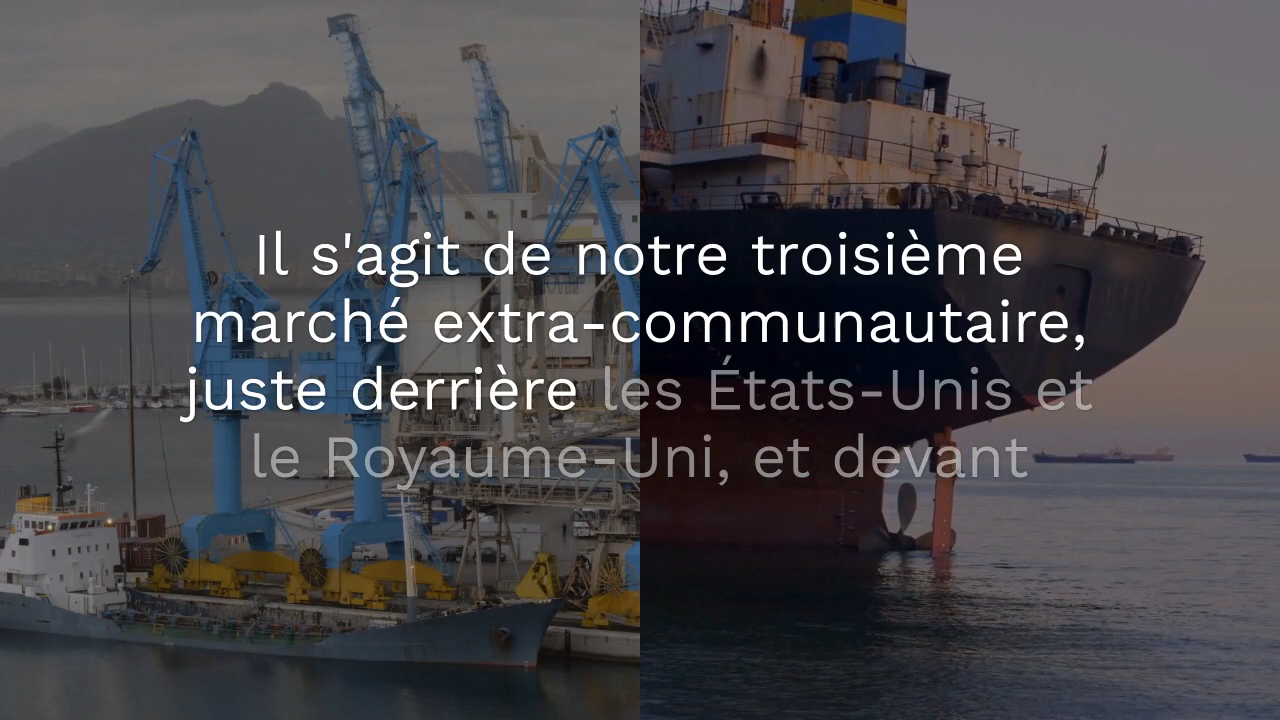 Il s'agit de notre troisième
marché extra-communautaire,
juste derrière les États-Unis et
le Royaume-Uni, et devant